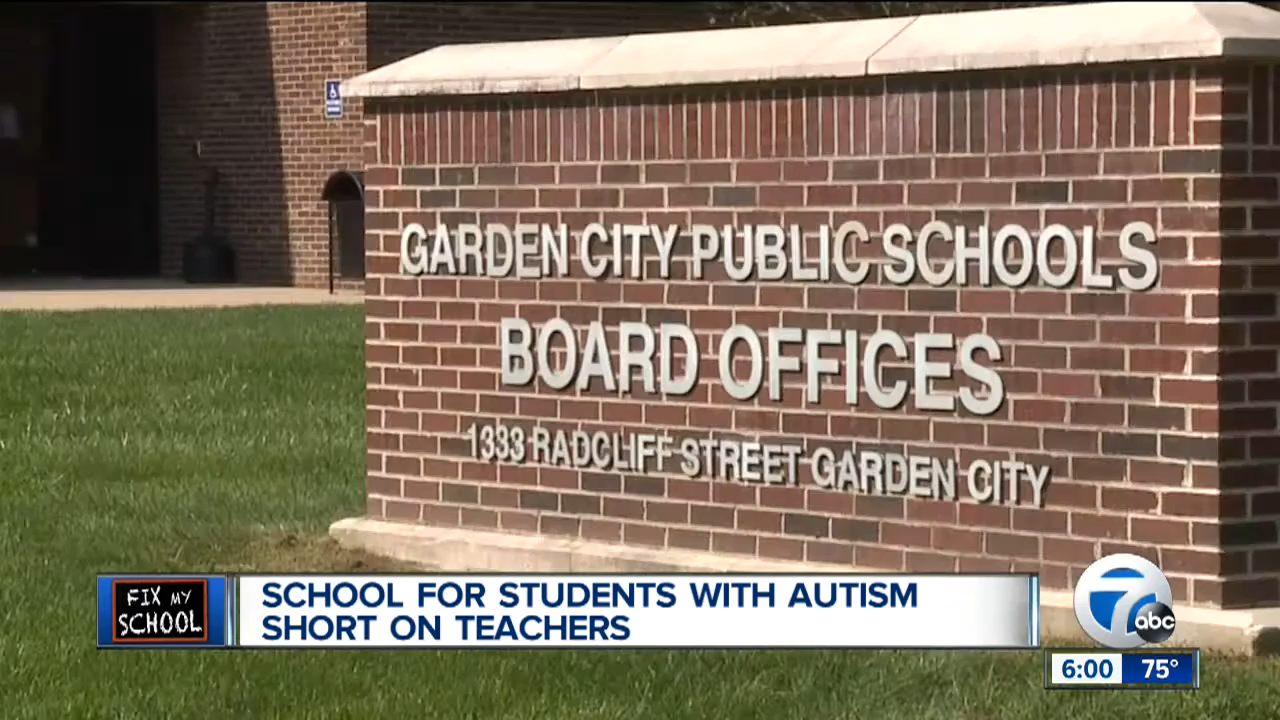 GARDEN CITY PUBLIC SCHOOLS
BOARD OFFICES
1333 RADCLIFF STREET GARDEN CITY
FIX MY
SCHOOL
SCHOOL FOR STUDENTS WITH AUTISM
SHORT ON TEACHERS
7
abc
6:00 75°